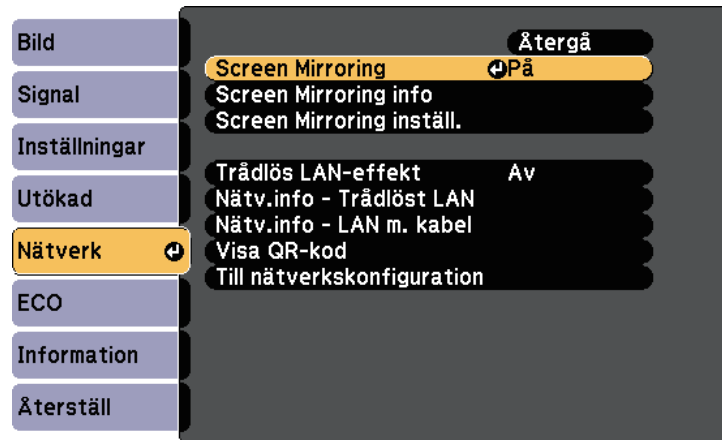 Bild
Signal
Inställningar
Utökad
Nätverk
ECO
Information
Återställ
Återgå
Screen Mirroring På
Screen Mirroring info
Screen Mirroring inställ.
Trådlös LAN-effekt Av
Nätv.info - Trådlöst LAN
Nätv.info - LAN m. kabel
Visa QR-kod
Till nätverkskonfiguration